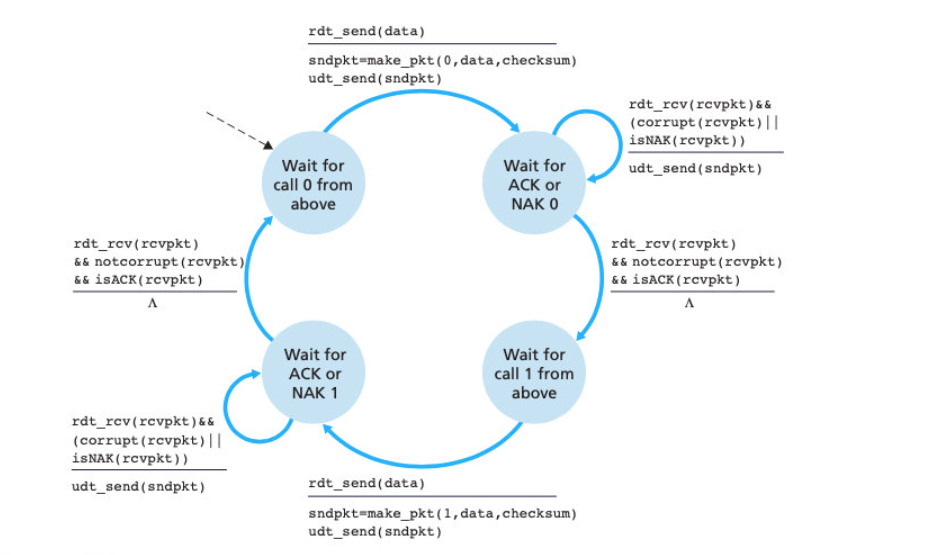 rdt_send(data)
sndpkt=make_pkt(0,data,checksum)
udt_send(sndpkt)
rdt_rcv(rcvpkt)&&
(corrupt(rcvpkt)||
isNAK(rcvpkt))
udt_send(sndpkt)
Wait for
call 0 from
above
Wait for
ACK or
NAK 0
rdt_rcv(rcvpkt)
&& notcorrupt(rcvpkt)
&& isACK(rcvpkt)
Λ
rdt_rcv(rcvpkt)
&& notcorrupt(rcvpkt)
&& isACK(rcvpkt)
Λ
Wait for
ACK or
NAK 1
Wait for
call 1 from
above
rdt_rcv(rcvpkt)&&
(corrupt(rcvpkt)||
isNAK(rcvpkt))
udt_send(sndpkt)
rdt_send(data)
sndpkt=make_pkt(1,data,checksum)
udt_send(sndpkt)